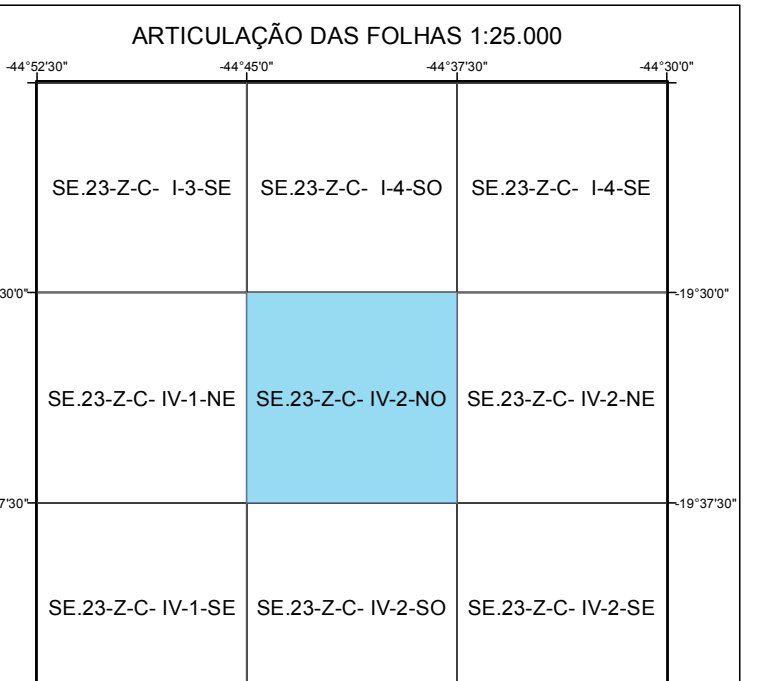 ARTICULAÇÃO DAS FOLHAS 1:25.000
-44°52'30" -44°45'0" -44°37'30" -44°30'0"
SE.23-Z-C- I-3-SE SE.23-Z-C- I-4-SO SE.23-Z-C- I-4-SE
30'0" -19°30'0"
SE.23-Z-C- IV-1-NE SE.23-Z-C- IV-2-NO SE.23-Z-C- IV-2-NE
7'30" -19°37'30"
SE.23-Z-C- IV-1-SE SE.23-Z-C- IV-2-SO SE.23-Z-C- IV-2-SE